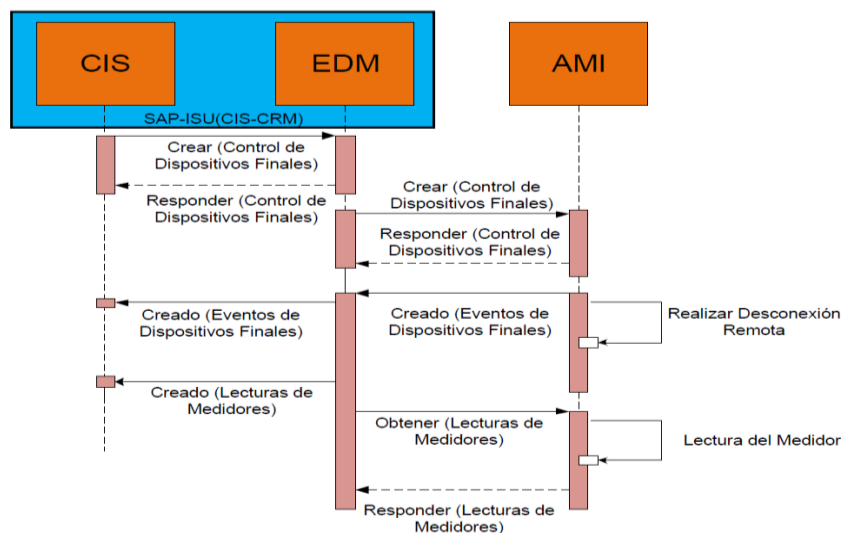 CIS
EDM
AMI
SAP-ISU(CIS-CRM)
Crear (Control de
Dispositivos Finales)
Responder (Control de
Dispositivos Finales)
Crear (Control de
Dispositivos Finales)
Responder (Control de
Dispositivos Finales)
Creado (Eventos de
Dispositivos Finales)
Creado (Eventos de
Dispositivos Finales)
Realizar Desconexión
Remota
Creado (Lecturas de
Medidores)
Obtener (Lecturas de
Medidores)
Lectura del Medidor
Responder (Lecturas de
Medidores)